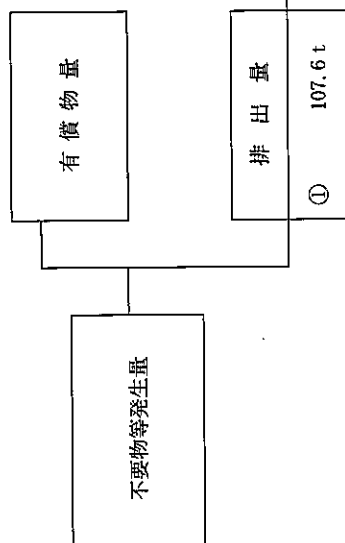 不要物等発生量
有償物量
排出量
① 107.6 t